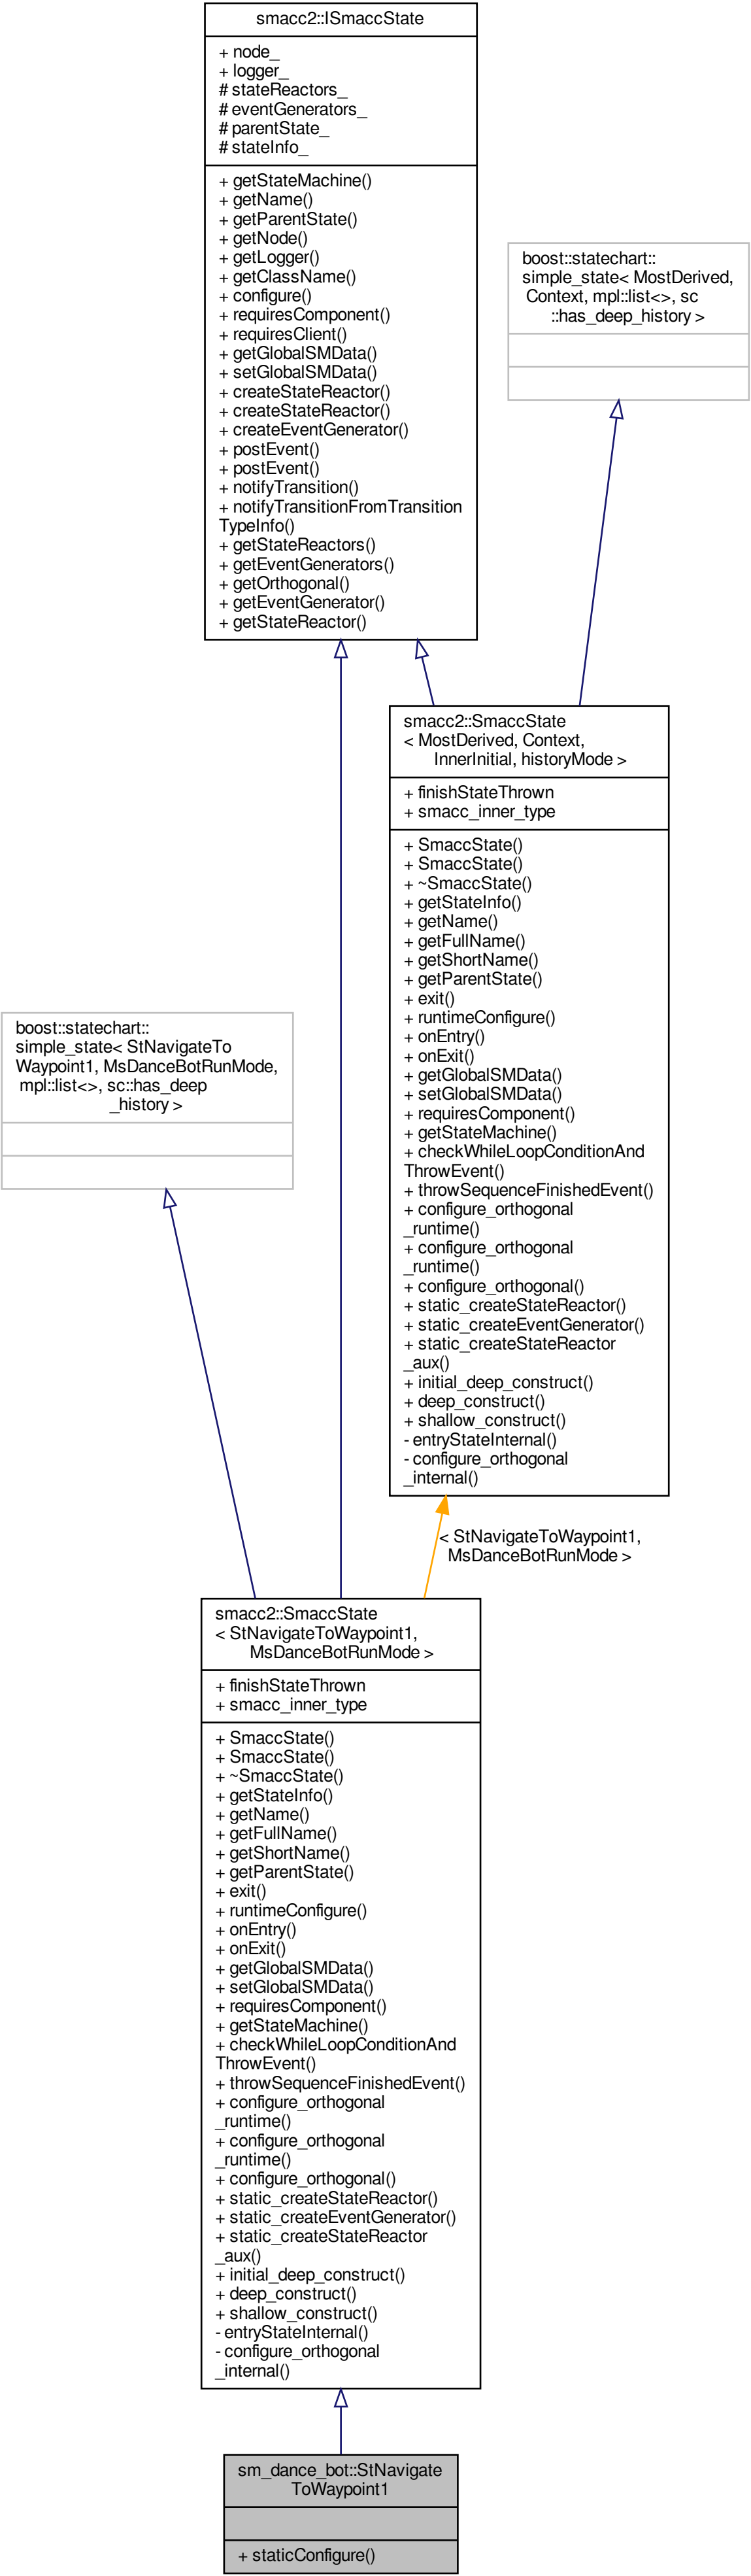 smacc2::ISmaccState
+ node_
+ logger_
# stateReactors_
# eventGenerators_
# parentState_
# stateInfo_
+ getStateMachine()
+ getName()
+ getParentState()
+ getNode()
+ getLogger()
+ getClassName()
+ configure()
+ requiresComponent()
+ requiresClient()
+ getGlobalSMData()
+ setGlobalSMData()
+ createStateReactor()
+ createStateReactor()
+ createEventGenerator()
+ postEvent()
+ postEvent()
+ notifyTransition()
+ notifyTransitionFromTransition
TypeInfo()
+ getStateReactors()
+ getEventGenerators()
+ getOrthogonal()
+ getEventGenerator()
+ getStateReactor()
boost::statechart::
simple_state< MostDerived,
Context, mpl::list<>, sc
::has_deep_history >
smacc2::SmaccState
< MostDerived, Context,
InnerInitial, historyMode >
+ finishStateThrown
+ smacc_inner_type
+ SmaccState()
+ SmaccState()
+ ~SmaccState()
+ getStateInfo()
+ getName()
+ getFullName()
+ getShortName()
+ getParentState()
+ exit()
+ runtimeConfigure()
+ onEntry()
+ onExit()
+ getGlobalSMData()
+ setGlobalSMData()
+ requiresComponent()
+ getStateMachine()
+ checkWhileLoopConditionAnd
ThrowEvent()
+ throwSequenceFinishedEvent()
+ configure_orthogonal
_runtime()
+ configure_orthogonal
_runtime()
+ configure_orthogonal()
+ static_createStateReactor()
+ static_createEventGenerator()
+ static_createStateReactor
_aux()
+ initial_deep_construct()
+ deep_construct()
+ shallow_construct()
- entryStateInternal()
- configure_orthogonal
_internal()
boost::statechart::
simple_state< StNavigateTo
Waypoint1, MsDanceBotRunMode,
mpl::list<>, sc::has_deep
_history >
< StNavigateToWaypoint1,
MsDanceBotRunMode >
smacc2::SmaccState
< StNavigateToWaypoint1,
MsDanceBotRunMode >
+ finishStateThrown
+ smacc_inner_type
+ SmaccState()
+ SmaccState()
+ ~SmaccState()
+ getStateInfo()
+ getName()
+ getFullName()
+ getShortName()
+ getParentState()
+ exit()
+ runtimeConfigure()
+ onEntry()
+ onExit()
+ getGlobalSMData()
+ setGlobalSMData()
+ requiresComponent()
+ getStateMachine()
+ checkWhileLoopConditionAnd
ThrowEvent()
+ throwSequenceFinishedEvent()
+ configure_orthogonal
_runtime()
+ configure_orthogonal
_runtime()
+ configure_orthogonal()
+ static_createStateReactor()
+ static_createEventGenerator()
+ static_createStateReactor
_aux()
+ initial_deep_construct()
+ deep_construct()
+ shallow_construct()
- entryStateInternal()
- configure_orthogonal
_internal()
sm_dance_bot::StNavigate
ToWaypoint1
+ staticConfigure()